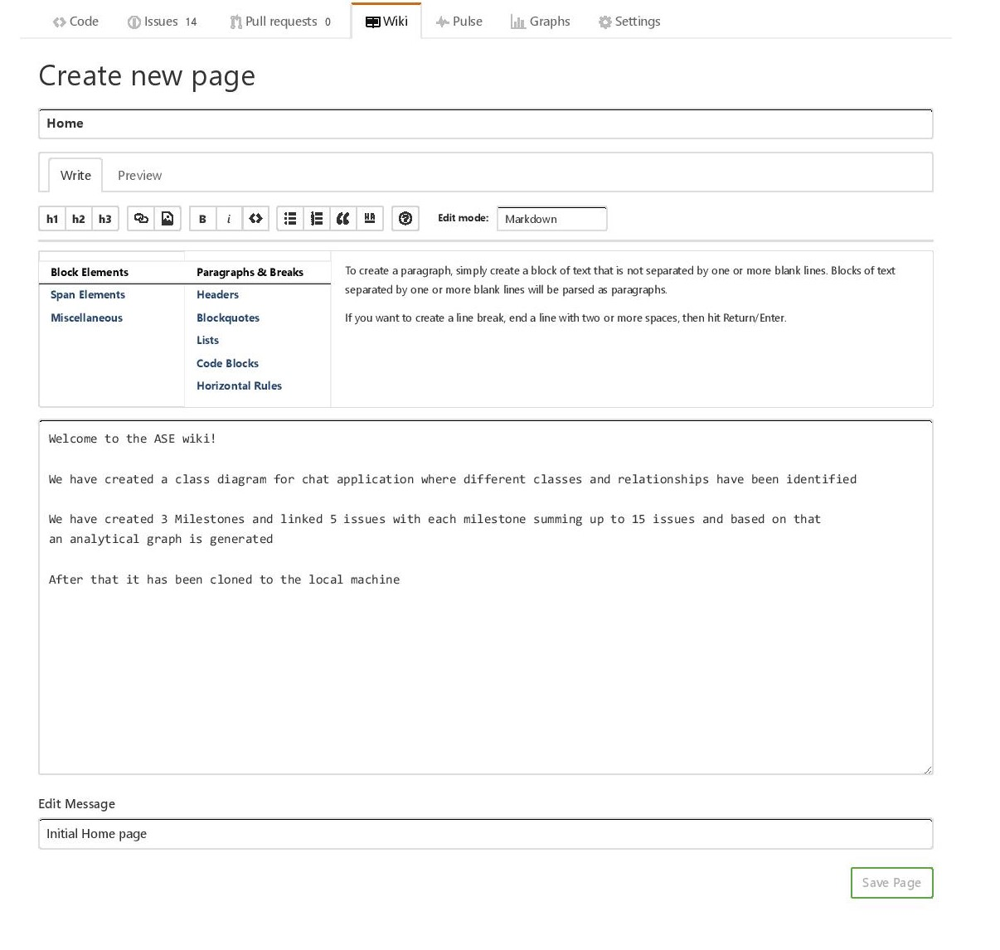 Code Issues 14 Pull requests 0 Wiki Pulse Graphs Settings
Create new page
Home
Write Preview
h1 h2 h3 B i Edit mode: Markdown
Block Elements
Span Elements
Miscellaneous
Paragraphs & Breaks
Headers
Blockquotes
Lists
Code Blocks
Horizontal Rules
To create a paragraph, simply create a block of text that is not separated by one or more blank lines. Blocks of text
separated by one or more blank lines will be parsed as paragraphs.
If you want to create a line break, end a line with two or more spaces, then hit Return/Enter.
Welcome to the ASE wiki!
We have created a class diagram for chat application where different classes and relationships have been identified
We have created 3 Milestones and linked 5 issues with each milestone summing up to 15 issues and based on that
an analytical graph is generated
After that it has been cloned to the local machine
Edit Message
Initial Home page
Save Page